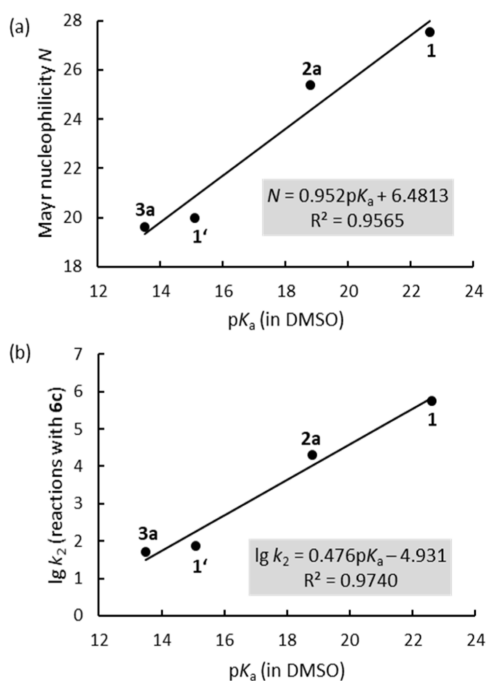 (a)
Mayr nucleophilicity N
28
26
24
22
20
18
1
2a
3a
1‘
N = 0.952pKa + 6.4813
R² = 0.9565
12 14 16 18 20 22 24
pKa (in DMSO)
(b)
lg k2 (reactions with 6c)
7
6
5
4
3
2
1
0
1
2a
3a
1‘
lg k2 = 0.476pKa – 4.931
R² = 0.9740
12 14 16 18 20 22 24
pKa (in DMSO)